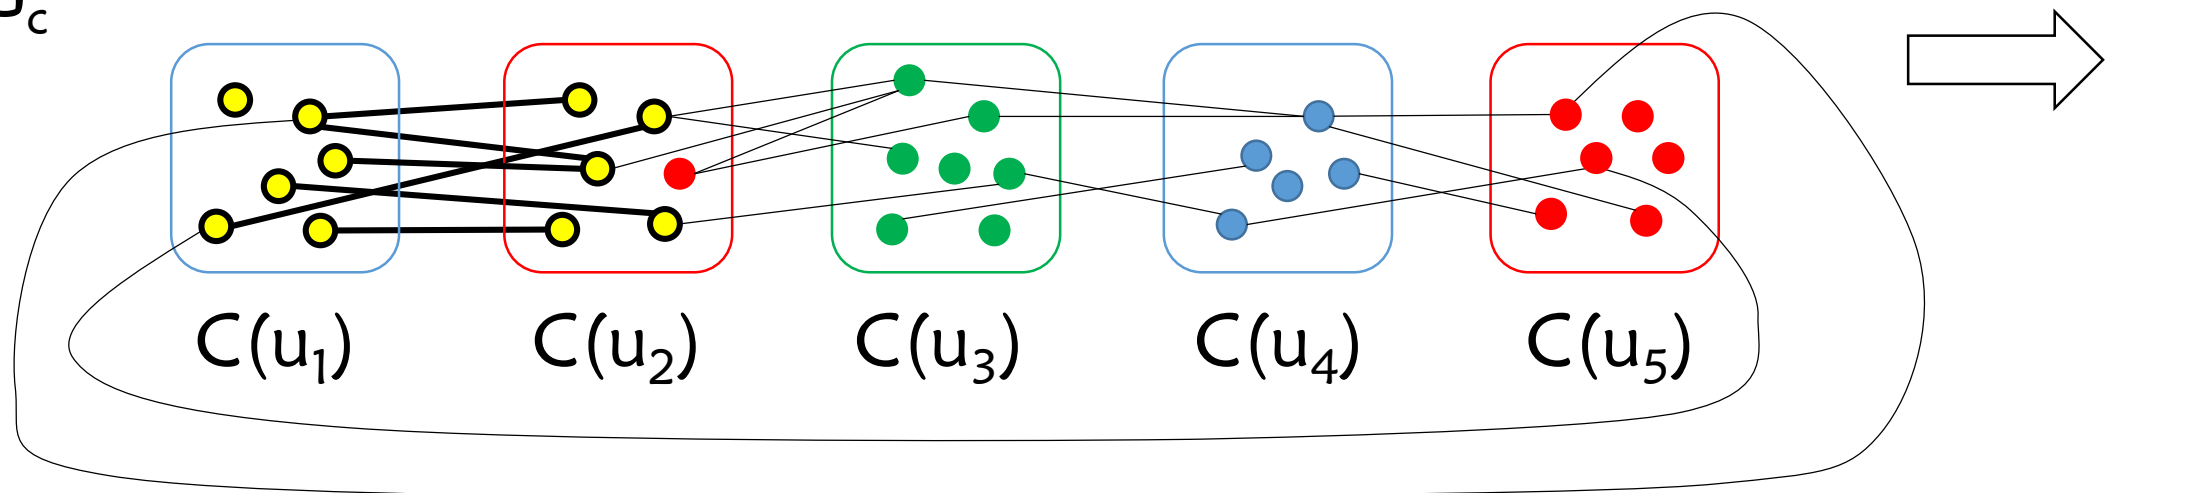 C(u₁) C(u₂) C(u₃) C(u₄) C(u₅)